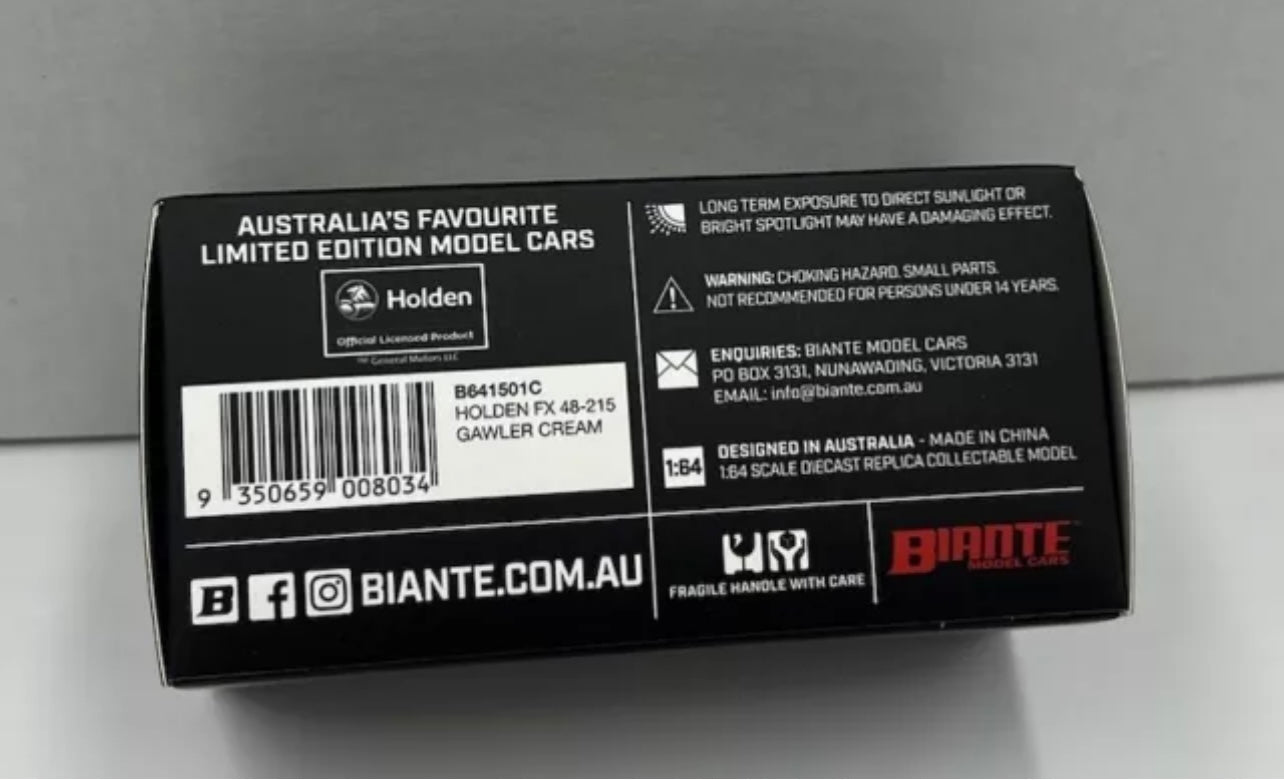 AUSTRALIA'S FAVOURITE
LIMITED EDITION MODEL CARS
Holden
Official Licensed Product
™ General Motors LLC
B641501C
HOLDEN FX 48-215
GAWLER CREAM
9 350659 008034
B f BIANTE.COM.AU
LONG TERM EXPOSURE TO DIRECT SUNLIGHT OR
BRIGHT SPOTLIGHT MAY HAVE A DAMAGING EFFECT.
WARNING: CHOKING HAZARD. SMALL PARTS.
NOT RECOMMENDED FOR PERSONS UNDER 14 YEARS.
ENQUIRIES: BIANTE MODEL CARS
PO BOX 3131, NUNAWADING, VICTORIA 3131
EMAIL: info@biante.com.au
1:64
DESIGNED IN AUSTRALIA - MADE IN CHINA
1:64 SCALE DIECAST REPLICA COLLECTABLE MODEL
FRAGILE HANDLE WITH CARE
BIANTE
MODEL CARS